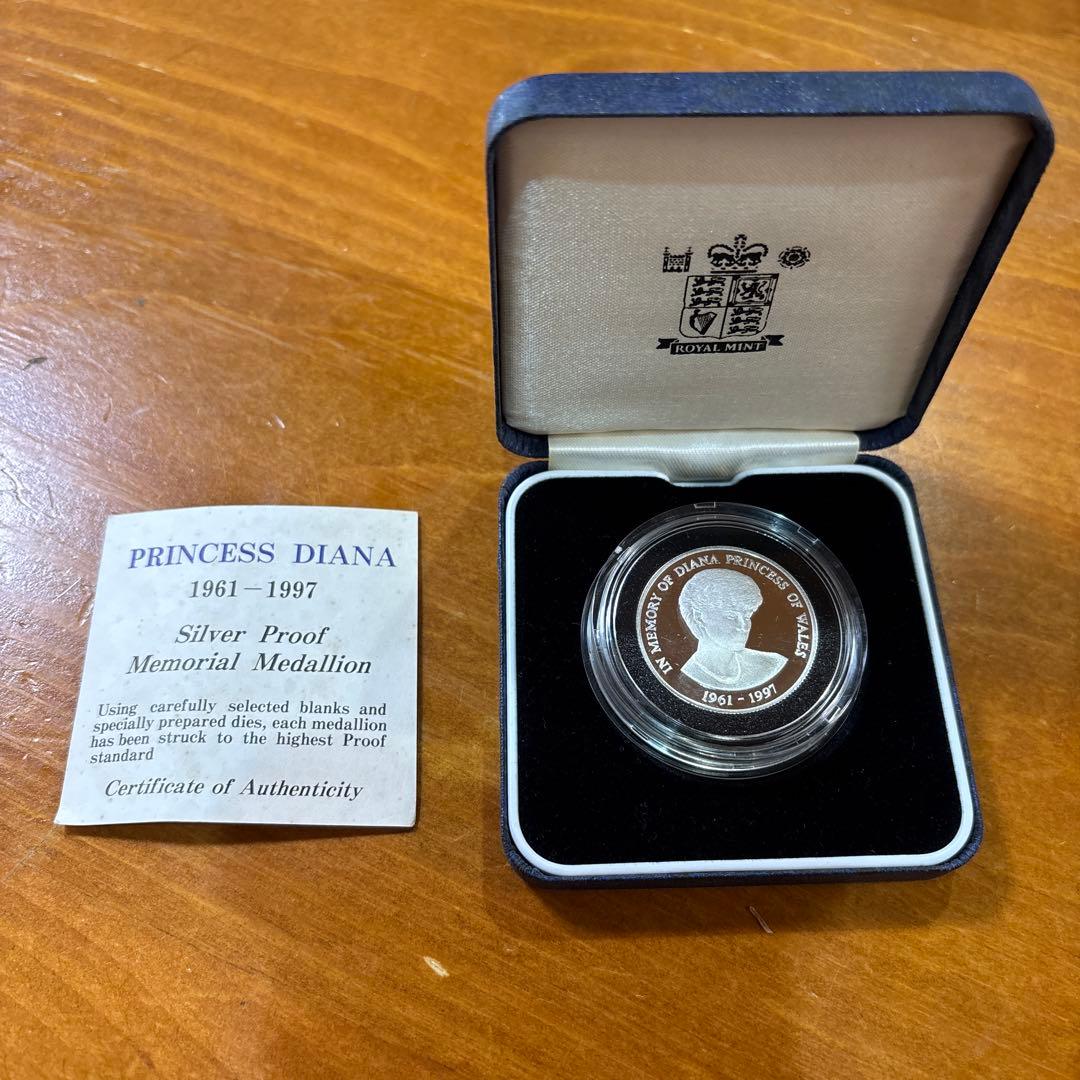 PRINCESS DIANA
1961－1997
Silver Proof
Memorial Medallion
Using carefully selected blanks and
specially prepared dies, each medallion
has been struck to the highest Proof
standard
Certificate of Authenticity
ROYAL MINT
IN MEMORY OF DIANA PRINCESS OF WALES
1961 - 1997